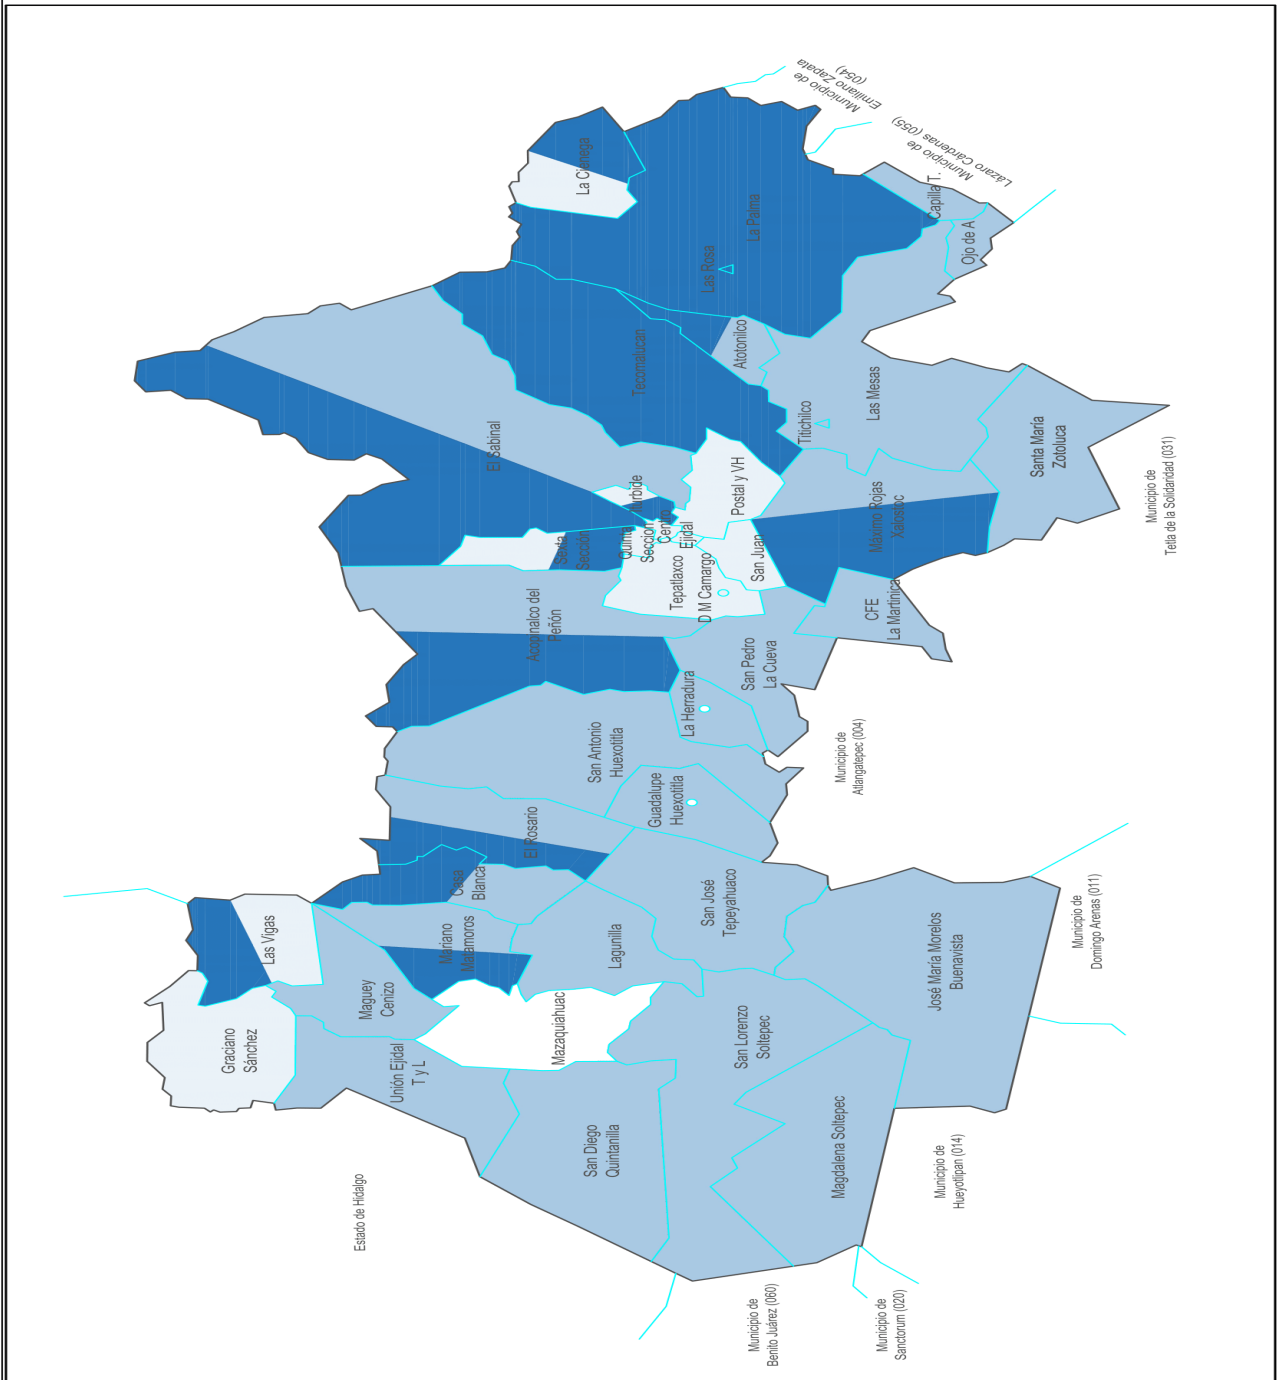 Municipio de
Emiliano Zapata
(054)
Municipio de
Lázaro Cárdenas (055)
La Cienega
La Palma
Capilla T.
Ojo de A
Las Rosa
Tecomalucan
Atotonilco
Titichilco
Las Mesas
Santa María
Zotoluca
Municipio de
Tetla de la Solidaridad (031)
El Sabinal
Iturbide
Centro
Postal y VH
Ejidal
Quinta
Sección
Sexta
Sección
Máximo Rojas
Xalostoc
San Juan
Tepatlaxco
D M Camargo
CFE
La Martinica
Acopinalco del
Peñón
San Pedro
La Cueva
La Herradura
San Antonio
Huexotitla
Guadalupe
Huexotitla
Municipio de
Atlangatepec (004)
El Rosario
Casa
Blanca
San José
Tepeyahuaco
Las Vigas
Mariano
Matamoros
Lagunilla
José María Morelos
Buenavista
Municipio de
Domingo Arenas (011)
Maguey
Cenizo
Graciano
Sánchez
Mazaquiahuac
San Lorenzo
Soltepec
Unión Ejidal
T y L
San Diego
Quintanilla
Magdalena Soltepec
Municipio de
Hueyotlipan (014)
Estado de Hidalgo
Municipio de
Benito Juárez (060)
Municipio de
Sanctorum (020)